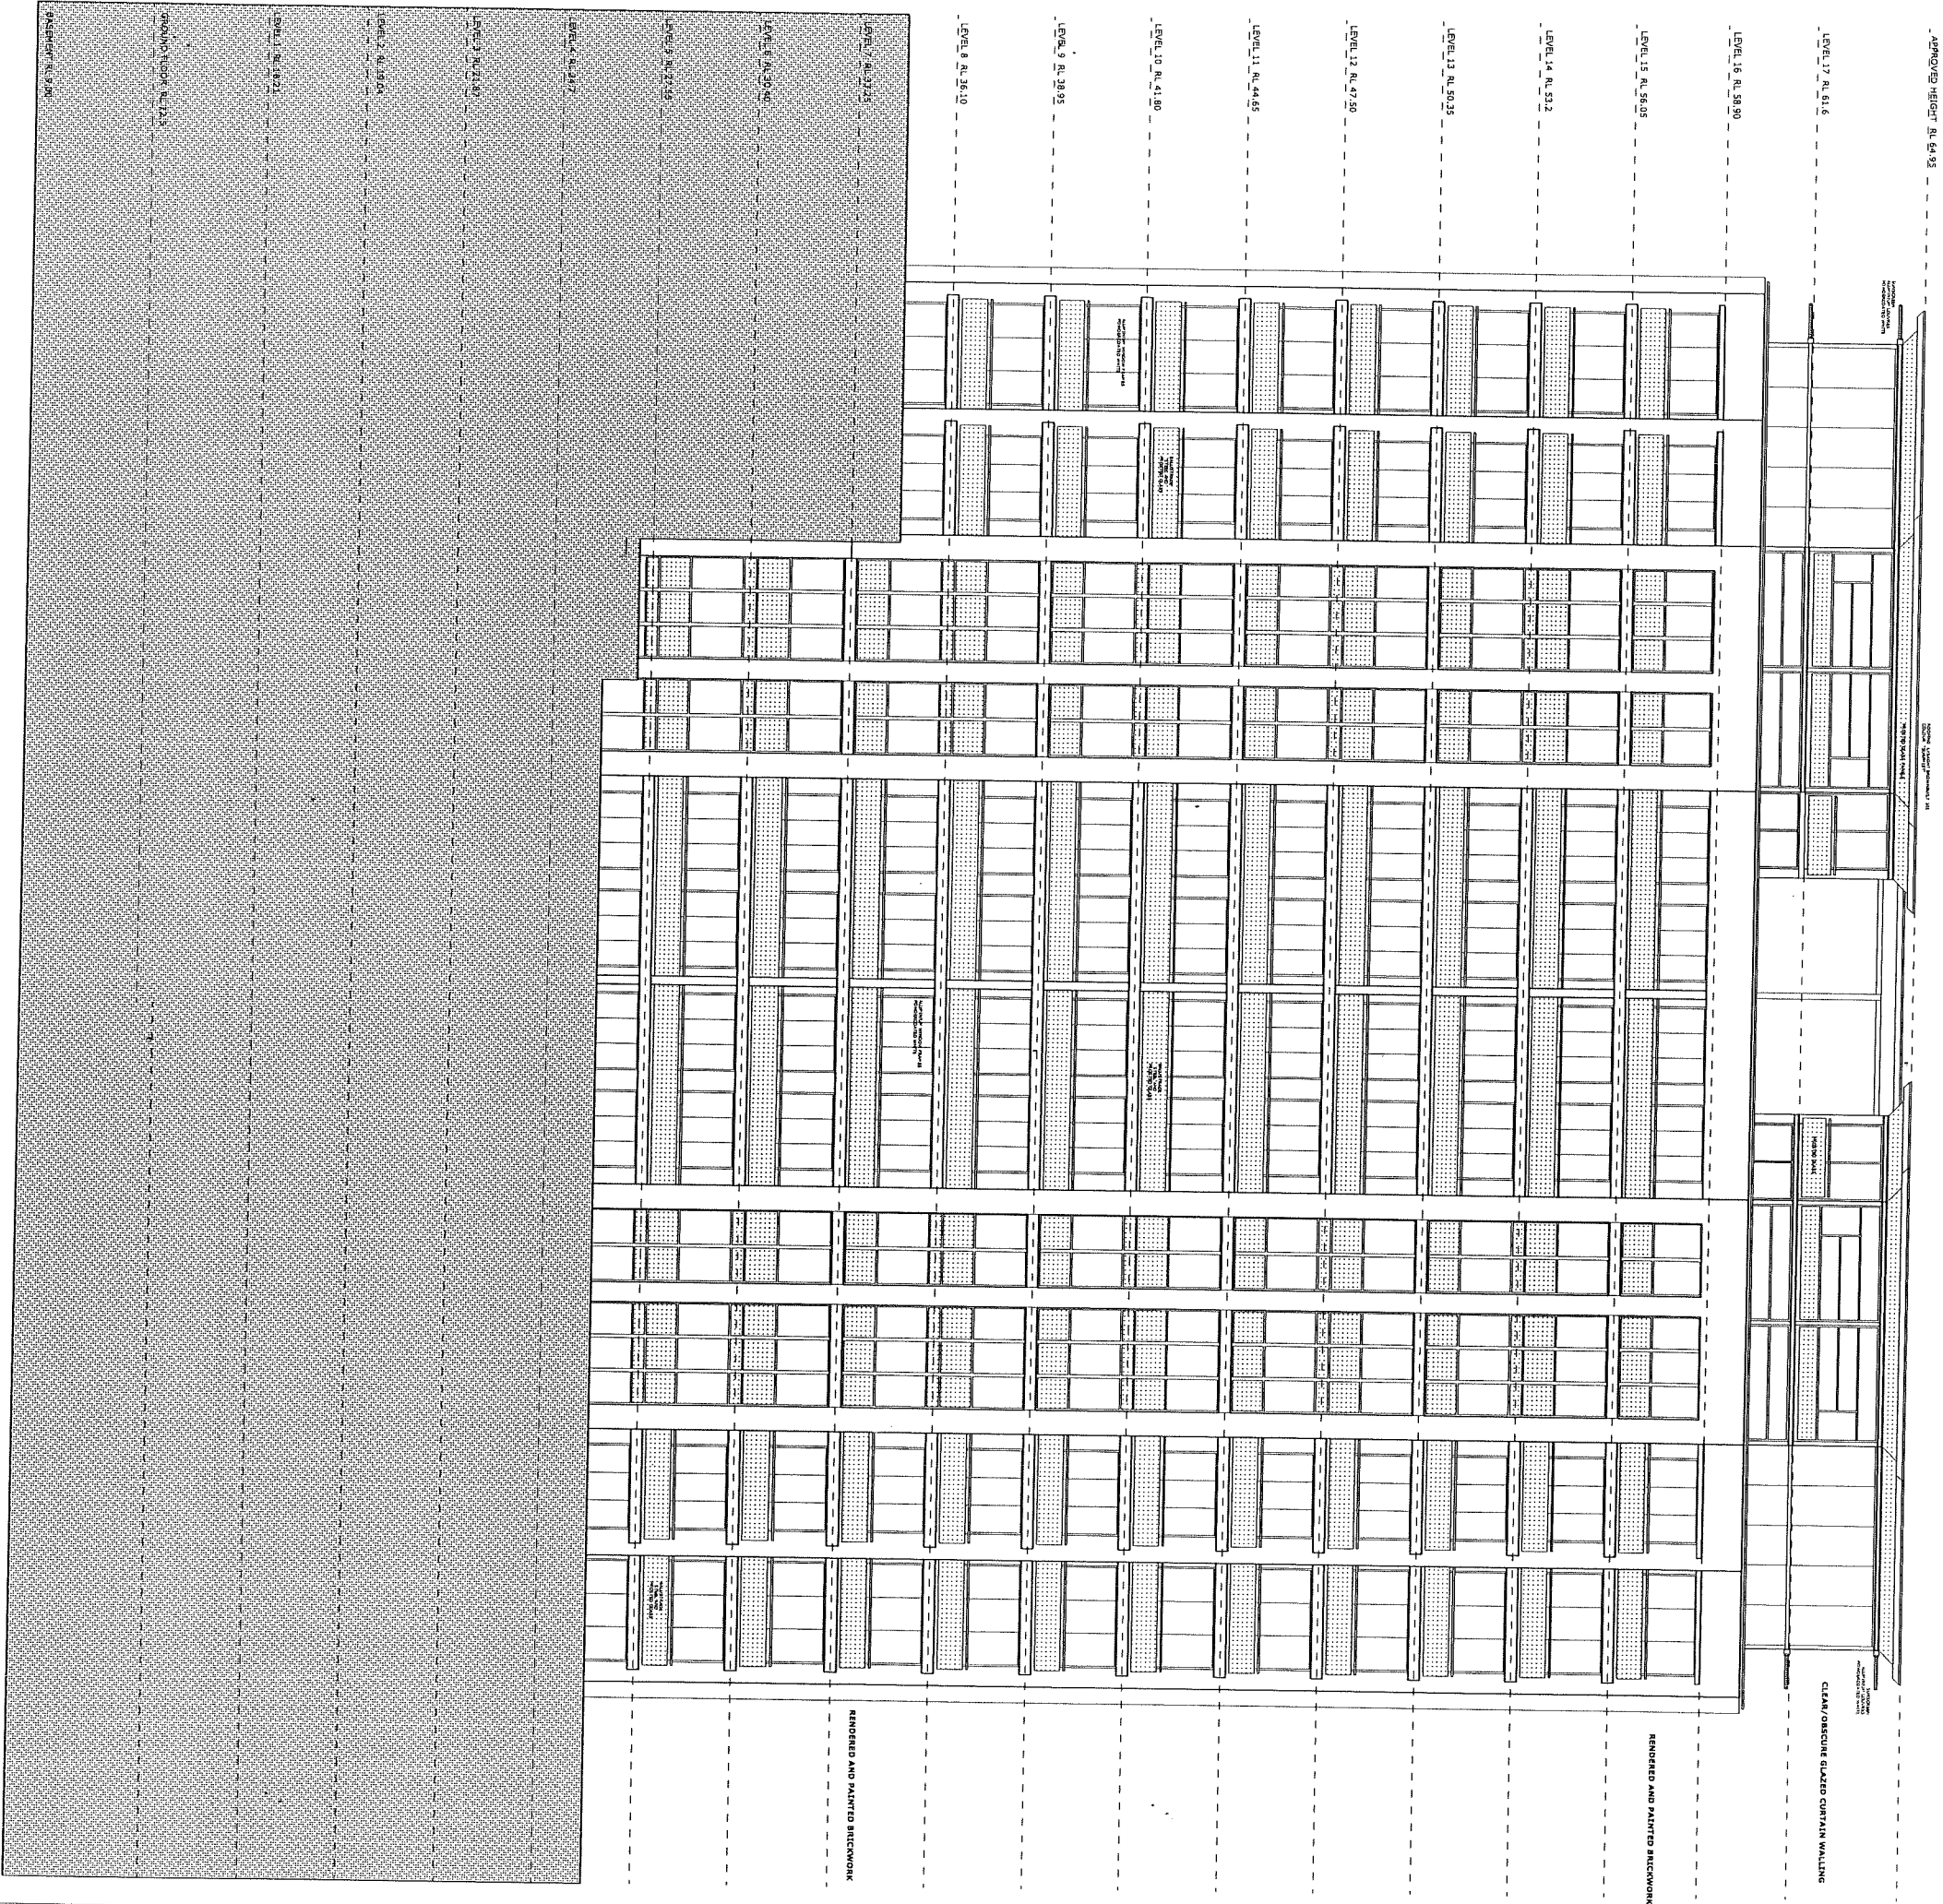 APPROVED HEIGHT RL 64.95
LEVEL 17 RL 61.6
LEVEL 16 RL 58.90
LEVEL 15 RL 56.05
LEVEL 14 RL 53.2
LEVEL 13 RL 50.35
LEVEL 12 RL 47.50
LEVEL 11 RL 44.65
LEVEL 10 RL 41.80
LEVEL 9 RL 38.95
LEVEL 8 RL 36.10
LEVEL 7 RL 33.25
LEVEL 6 RL 30.40
LEVEL 5 RL 27.55
LEVEL 4 RL 24.7
LEVEL 3 RL 21.87
LEVEL 2 RL 19.04
LEVEL 1 RL 16.21
GROUND FLOOR RL 12.5
BASEMENT RL 9.00
CLEAR/OBSCURE GLAZED CURTAIN WALLING
RENDERED AND PAINTED BRICKWORK
RENDERED AND PAINTED BRICKWORK